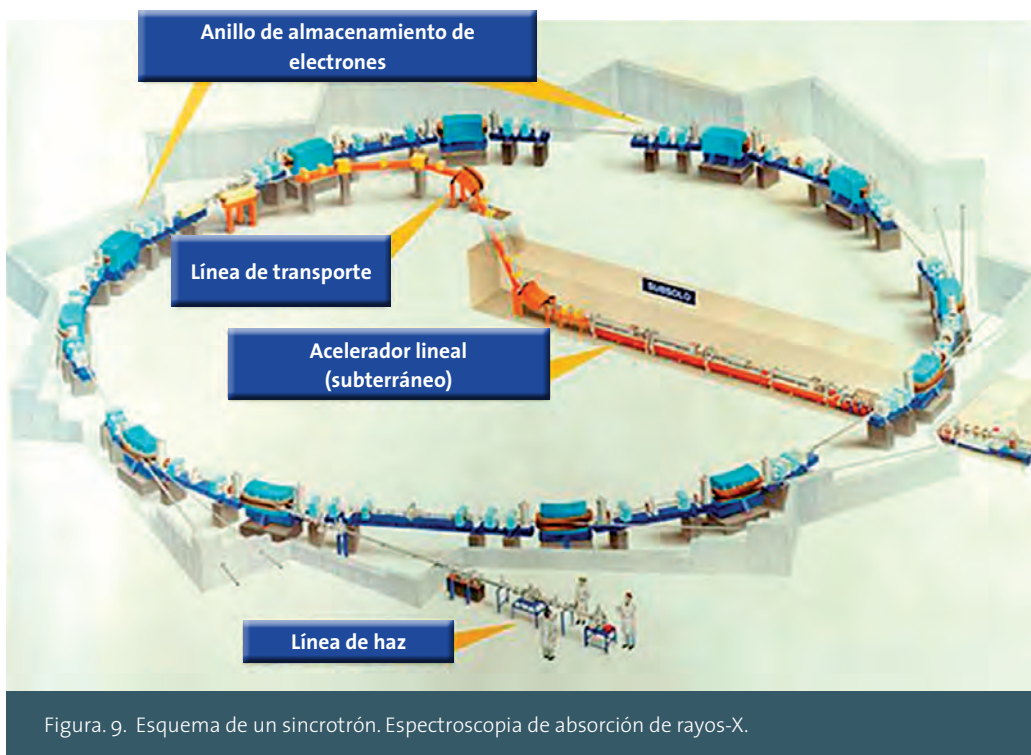 Anillo de almacenamiento de
electrones
Línea de transporte
SUBSOLO
Acelerador lineal
(subterráneo)
Línea de haz
Figura. 9. Esquema de un sincrotrón. Espectroscopia de absorción de rayos-X.